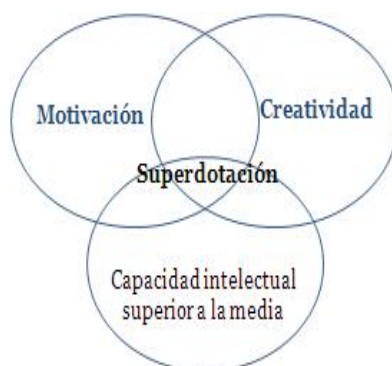 Motivación
Creatividad
Superdotación
Capacidad intelectual
superior a la media